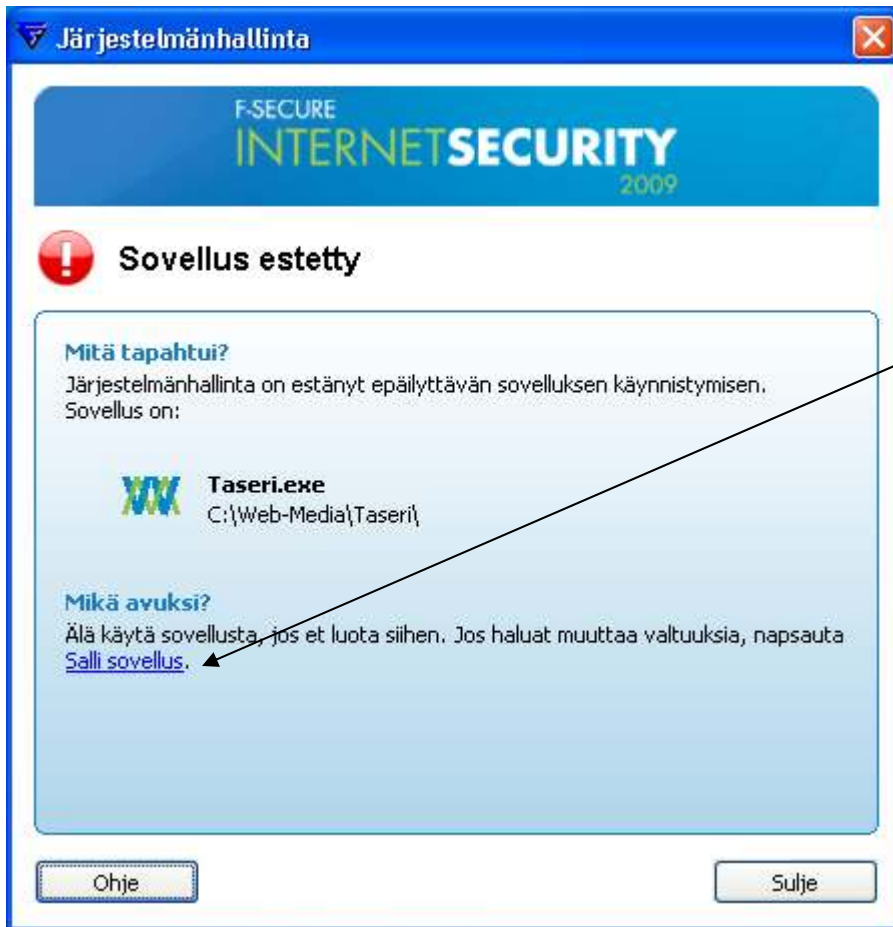 Järjestelmänhallinta
F-SECURE
INTERNETSECURITY
2009
Sovellus estetty
Mitä tapahtui?
Järjestelmänhallinta on estänyt epäilyttävän sovelluksen käynnistymisen.
Sovellus on:
Taseri.exe
C:\Web-Media\Taseri\
Mikä avuksi?
Älä käytä sovellusta, jos et luota siihen. Jos haluat muuttaa valtuuksia, napsauta
Salli sovellus.
Ohje
Sulje